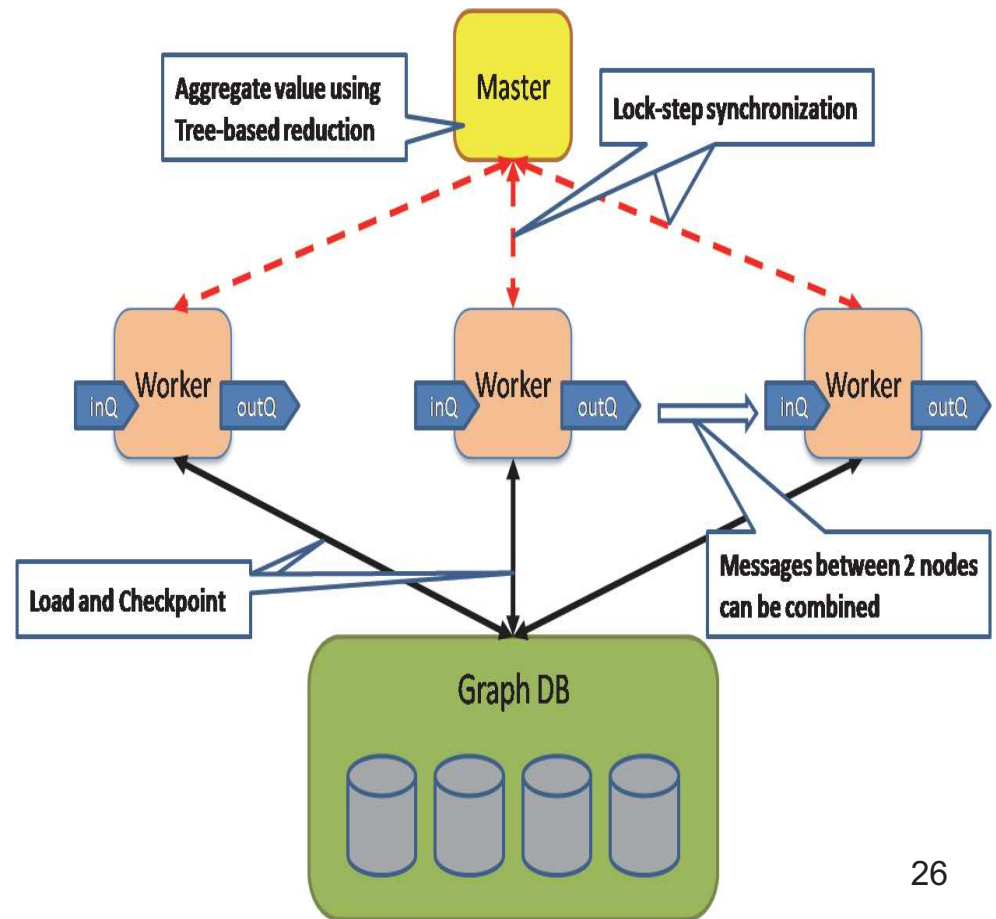 Aggregate value using
Tree-based reduction
Master
Lock-step synchronization
Worker
inQ
outQ
Worker
inQ
outQ
Worker
inQ
outQ
Load and Checkpoint
Messages between 2 nodes
can be combined
Graph DB
26